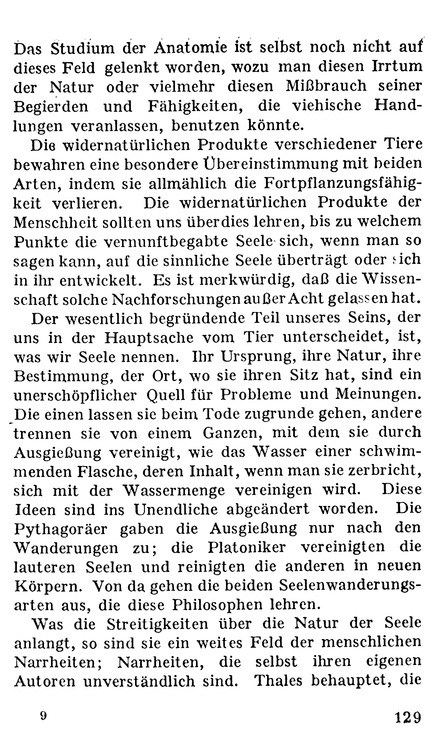 Das Studium der Anatomie ist selbst noch nicht auf
dieses Feld gelenkt worden, wozu man diesen Irrtum
der Natur oder vielmehr diesen Mißbrauch seiner
Begierden und Fähigkeiten, die viehische Hand-
lungen veranlassen, benutzen könnte.
Die widernatürlichen Produkte verschiedener Tiere
bewahren eine besondere Übereinstimmung mit beiden
Arten, indem sie allmählich die Fortpflanzungsfähig-
keit verlieren. Die widernatürlichen Produkte der
Menschheit sollten uns überdies lehren, bis zu welchem
Punkte die vernunftbegabte Seele sich, wenn man so
sagen kann, auf die sinnliche Seele überträgt oder sich
in ihr entwickelt. Es ist merkwürdig, daß die Wissen-
schaft solche Nachforschungen außer Acht gelassen hat.
Der wesentlich begründende Teil unseres Seins, der
uns in der Hauptsache vom Tier unterscheidet, ist,
was wir Seele nennen. Ihr Ursprung, ihre Natur, ihre
Bestimmung, der Ort, wo sie ihren Sitz hat, sind ein
unerschöpflicher Quell für Probleme und Meinungen.
Die einen lassen sie beim Tode zugrunde gehen, andere
trennen sie von einem Ganzen, mit dem sie durch
Ausgießung vereinigt, wie das Wasser einer schwim-
menden Flasche, deren Inhalt, wenn man sie zerbricht,
sich mit der Wassermenge vereinigen wird. Diese
Ideen sind ins Unendliche abgeändert worden. Die
Pythagoräer gaben die Ausgießung nur nach den
Wanderungen zu; die Platoniker vereinigten die
lauteren Seelen und reinigten die anderen in neuen
Körpern. Von da gehen die beiden Seelenwanderungs-
arten aus, die diese Philosophen lehren.
Was die Streitigkeiten über die Natur der Seele
anlangt, so sind sie ein weites Feld der menschlichen
Narrheiten; Narrheiten, die selbst ihren eigenen
Autoren unverständlich sind. Thales behauptet, die
9 129